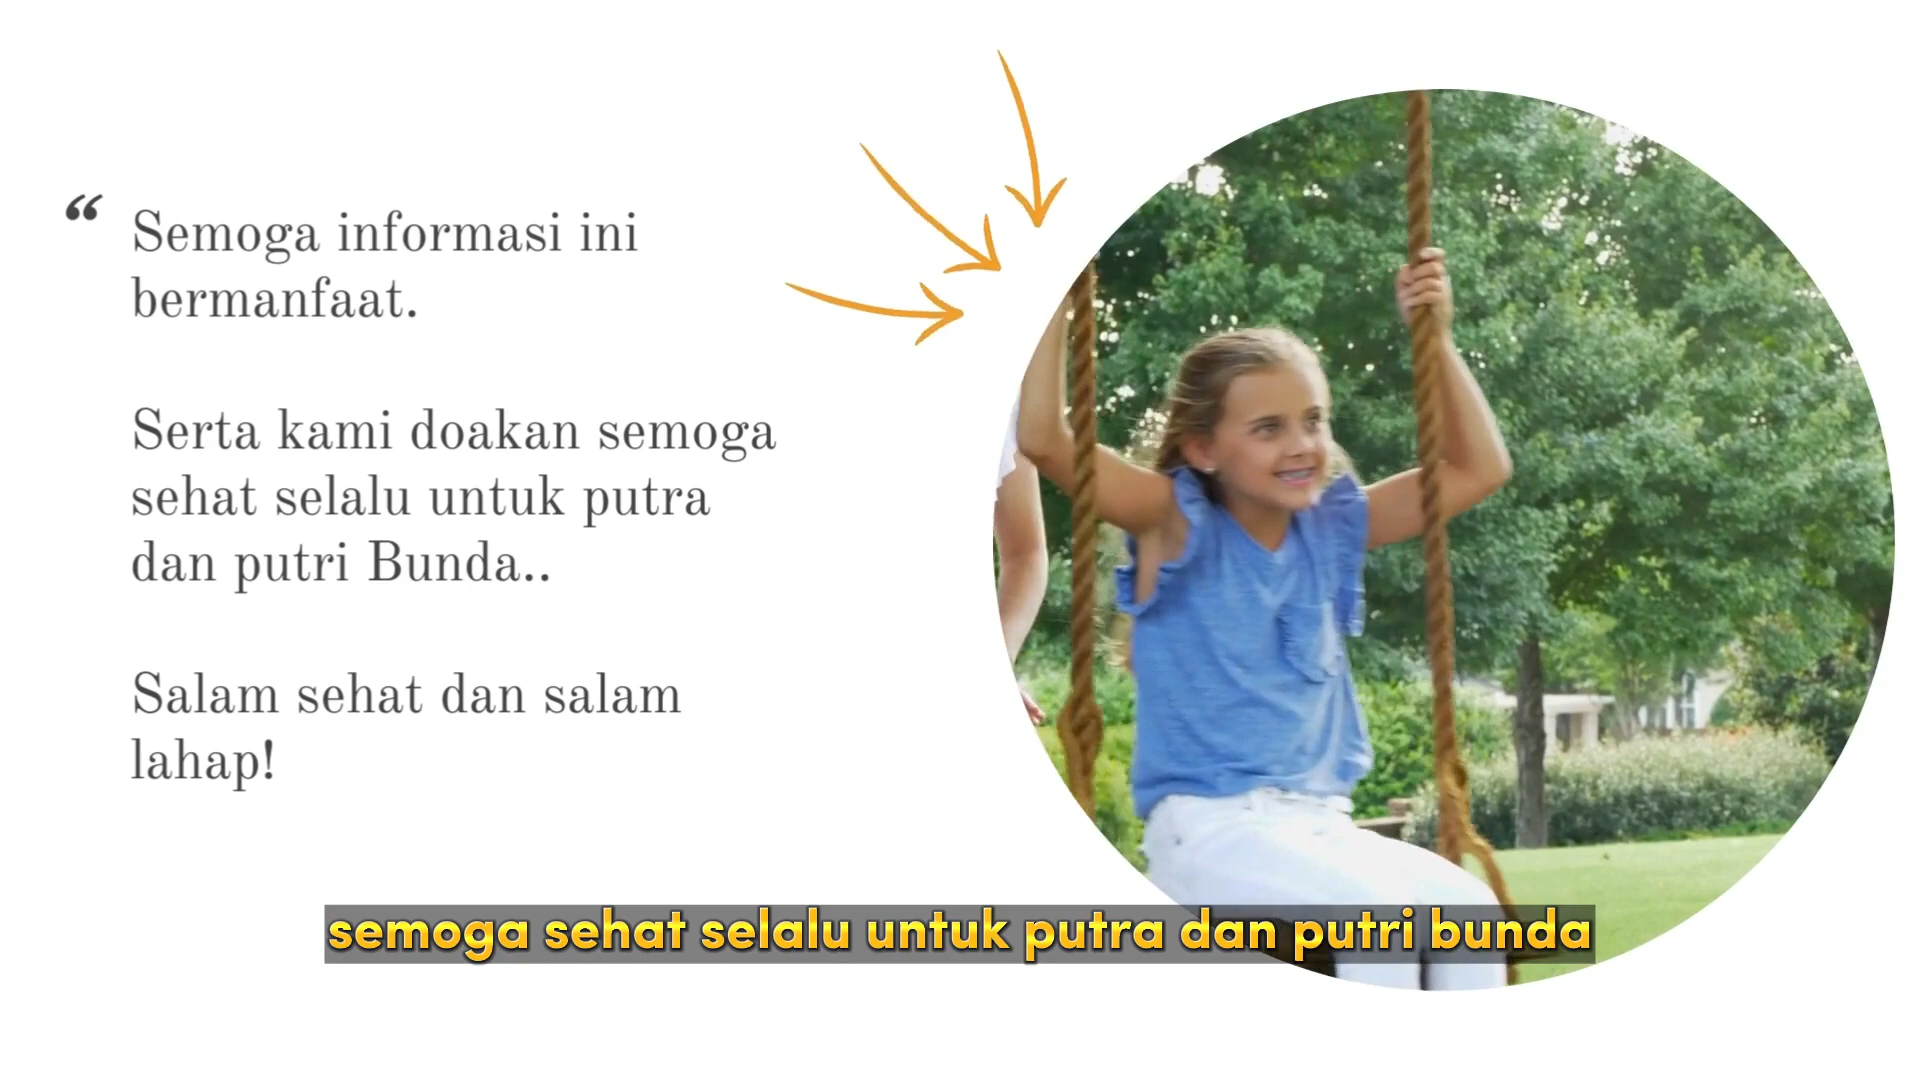 “ Semoga informasi ini
bermanfaat.
Serta kami doakan semoga
sehat selalu untuk putra
dan putri Bunda..
Salam sehat dan salam
lahap!
semoga sehat selalu untuk putra dan putri bunda